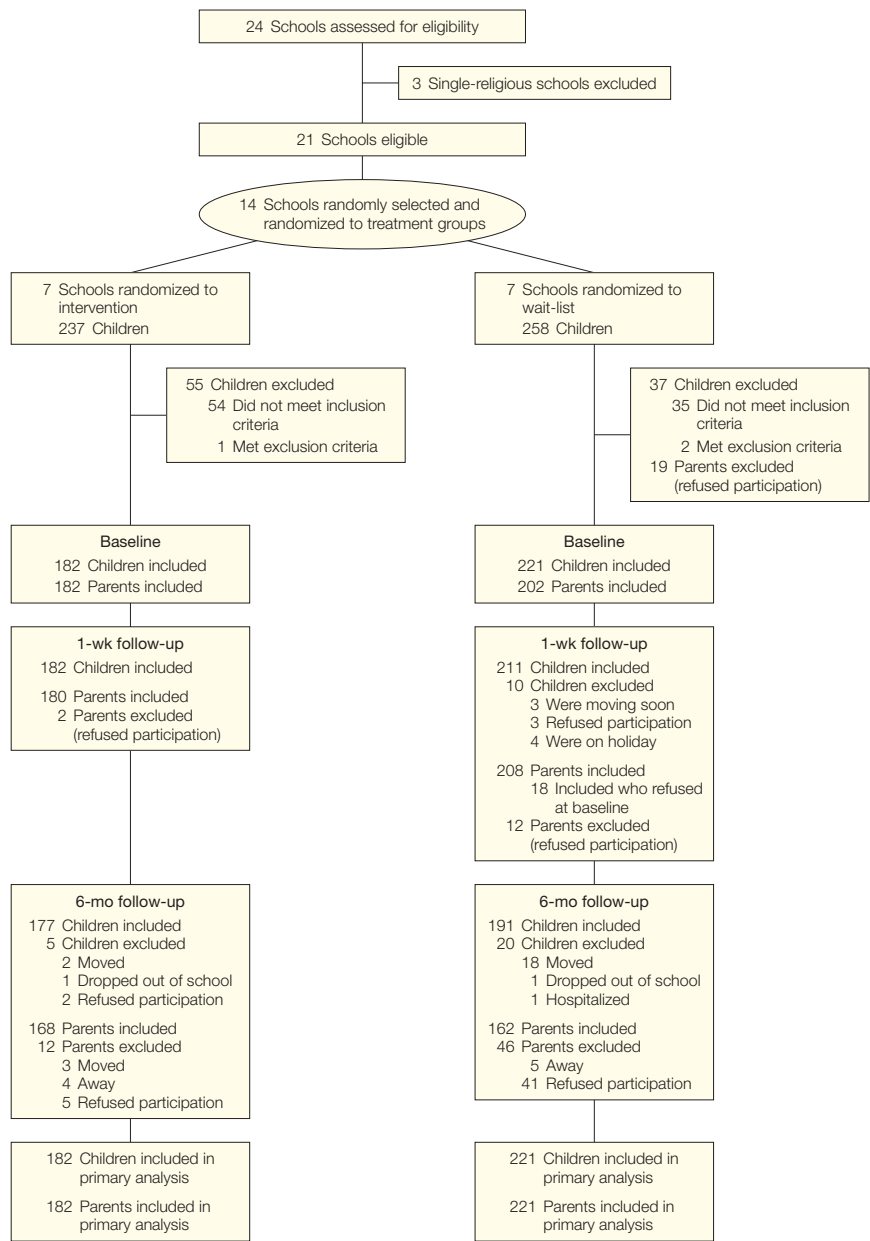 24 Schools assessed for eligibility
3 Single-religious schools excluded
21 Schools eligible
14 Schools randomly selected and
randomized to treatment groups
7 Schools randomized to
intervention
237 Children
7 Schools randomized to
wait-list
258 Children
55 Children excluded
54 Did not meet inclusion
criteria
1 Met exclusion criteria
37 Children excluded
35 Did not meet inclusion
criteria
2 Met exclusion criteria
19 Parents excluded
(refused participation)
Baseline
182 Children included
182 Parents included
Baseline
221 Children included
202 Parents included
1-wk follow-up
182 Children included
180 Parents included
2 Parents excluded
(refused participation)
1-wk follow-up
211 Children included
10 Children excluded
3 Were moving soon
3 Refused participation
4 Were on holiday
208 Parents included
18 Included who refused
at baseline
12 Parents excluded
(refused participation)
6-mo follow-up
177 Children included
5 Children excluded
2 Moved
1 Dropped out of school
2 Refused participation
168 Parents included
12 Parents excluded
3 Moved
4 Away
5 Refused participation
6-mo follow-up
191 Children included
20 Children excluded
18 Moved
1 Dropped out of school
1 Hospitalized
162 Parents included
46 Parents excluded
5 Away
41 Refused participation
182 Children included in
primary analysis
182 Parents included in
primary analysis
221 Children included in
primary analysis
221 Parents included in
primary analysis